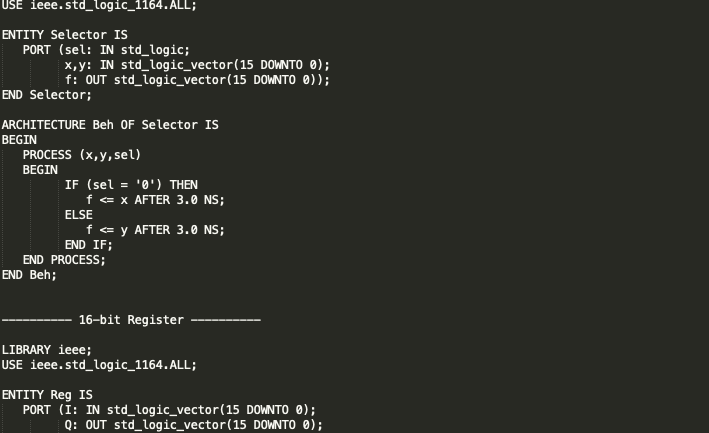 USE ieee.std_logic_1164.ALL;
ENTITY Selector IS
PORT (sel: IN std_logic;
x,y: IN std_logic_vector(15 DOWNTO 0);
f: OUT std_logic_vector(15 DOWNTO 0));
END Selector;
ARCHITECTURE Beh OF Selector IS
BEGIN
PROCESS (x,y,sel)
BEGIN
IF (sel = '0') THEN
f <= x AFTER 3.0 NS;
ELSE
f <= y AFTER 3.0 NS;
END IF;
END PROCESS;
END Beh;
---------- 16-bit Register ----------
LIBRARY ieee;
USE ieee.std_logic_1164.ALL;
ENTITY Reg IS
PORT (I: IN std_logic_vector(15 DOWNTO 0);
Q: OUT std_logic_vector(15 DOWNTO 0);